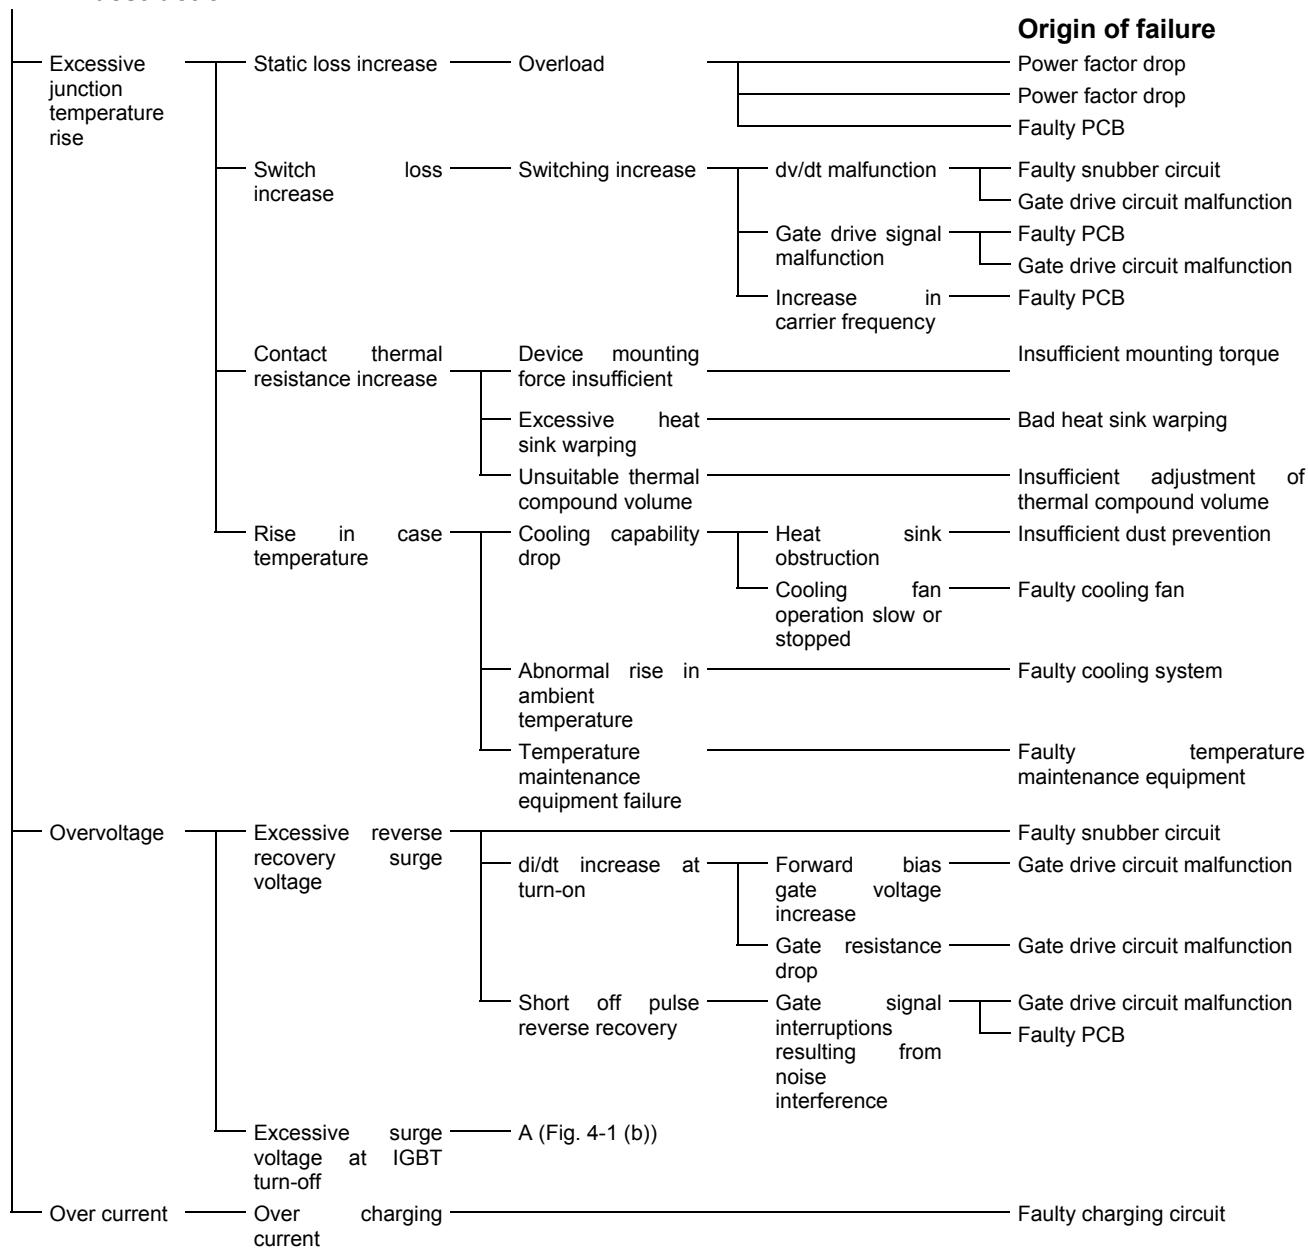 Origin of failure
Excessive junction temperature rise
Static loss increase
Overload
Power factor drop
Power factor drop
Faulty PCB
Switch loss increase
Switching increase
dv/dt malfunction
Faulty snubber circuit
Gate drive circuit malfunction
Gate drive signal malfunction
Faulty PCB
Gate drive circuit malfunction
Increase in carrier frequency
Faulty PCB
Contact thermal resistance increase
Device mounting force insufficient
Insufficient mounting torque
Excessive heat sink warping
Bad heat sink warping
Unsuitable thermal compound volume
Insufficient adjustment of thermal compound volume
Rise in case temperature
Cooling capability drop
Heat sink obstruction
Insufficient dust prevention
Cooling fan operation slow or stopped
Faulty cooling fan
Abnormal rise in ambient temperature
Faulty cooling system
Temperature maintenance equipment failure
Faulty temperature maintenance equipment
Overvoltage
Excessive reverse recovery surge voltage
Faulty snubber circuit
di/dt increase at turn-on
Forward bias gate voltage increase
Gate drive circuit malfunction
Gate resistance drop
Gate drive circuit malfunction
Short off pulse reverse recovery
Gate signal interruptions resulting from noise interference
Gate drive circuit malfunction
Faulty PCB
Excessive surge voltage at IGBT turn-off
A (Fig. 4-1 (b))
Over current
Over charging current
Faulty charging circuit